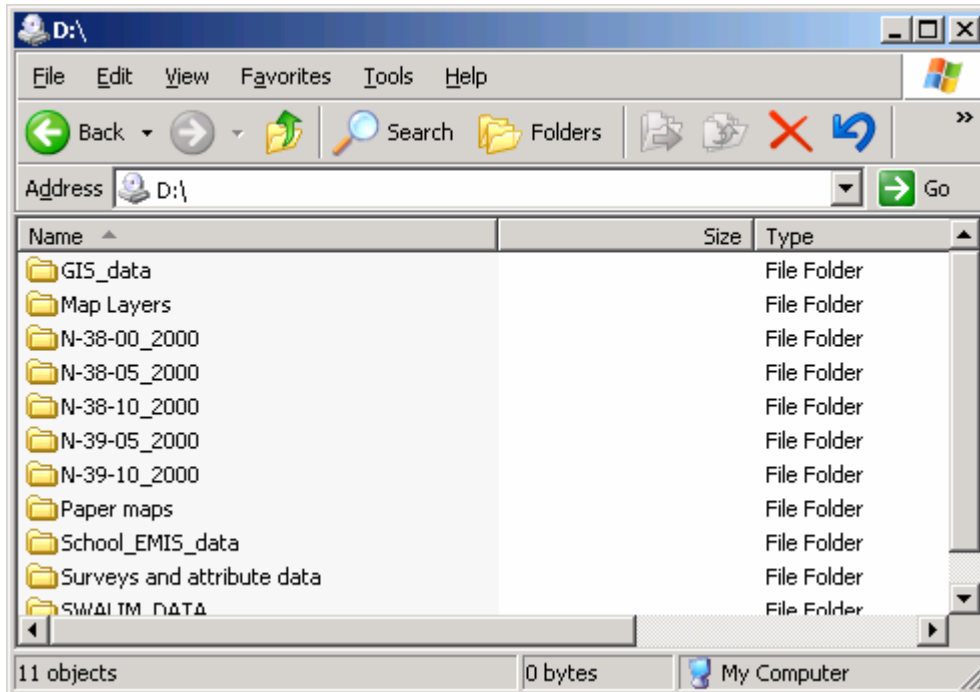 D:\
File Edit View Favorites Tools Help
Back Search Folders »
Address D:\ Go
Name Size Type
GIS_data File Folder
Map Layers File Folder
N-38-00_2000 File Folder
N-38-05_2000 File Folder
N-38-10_2000 File Folder
N-39-05_2000 File Folder
N-39-10_2000 File Folder
Paper maps File Folder
School_EMIS_data File Folder
Surveys and attribute data File Folder
SWALIM_DATA File Folder
11 objects 0 bytes My Computer